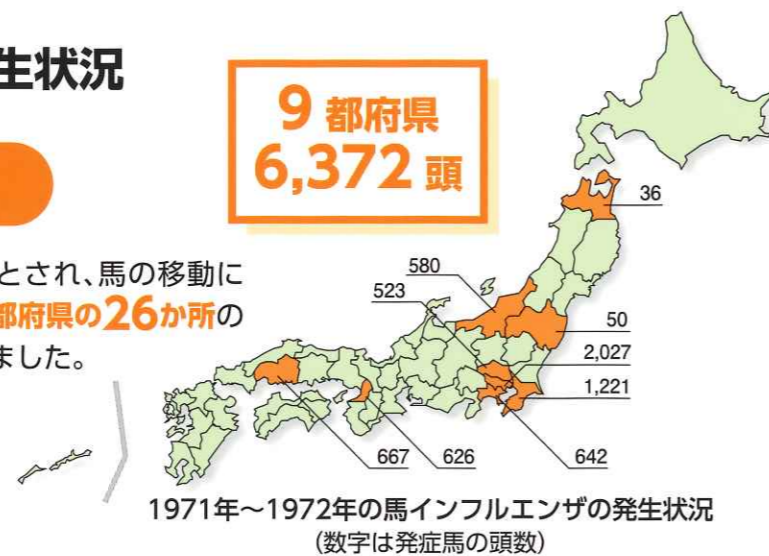 生状況
9 都府県
6,372 頭
とされ、馬の移動に
都府県の26か所の
ました。
36
580
523
50
2,027
1,221
667
626
642
1971年～1972年の馬インフルエンザの発生状況
(数字は発症馬の頭数)